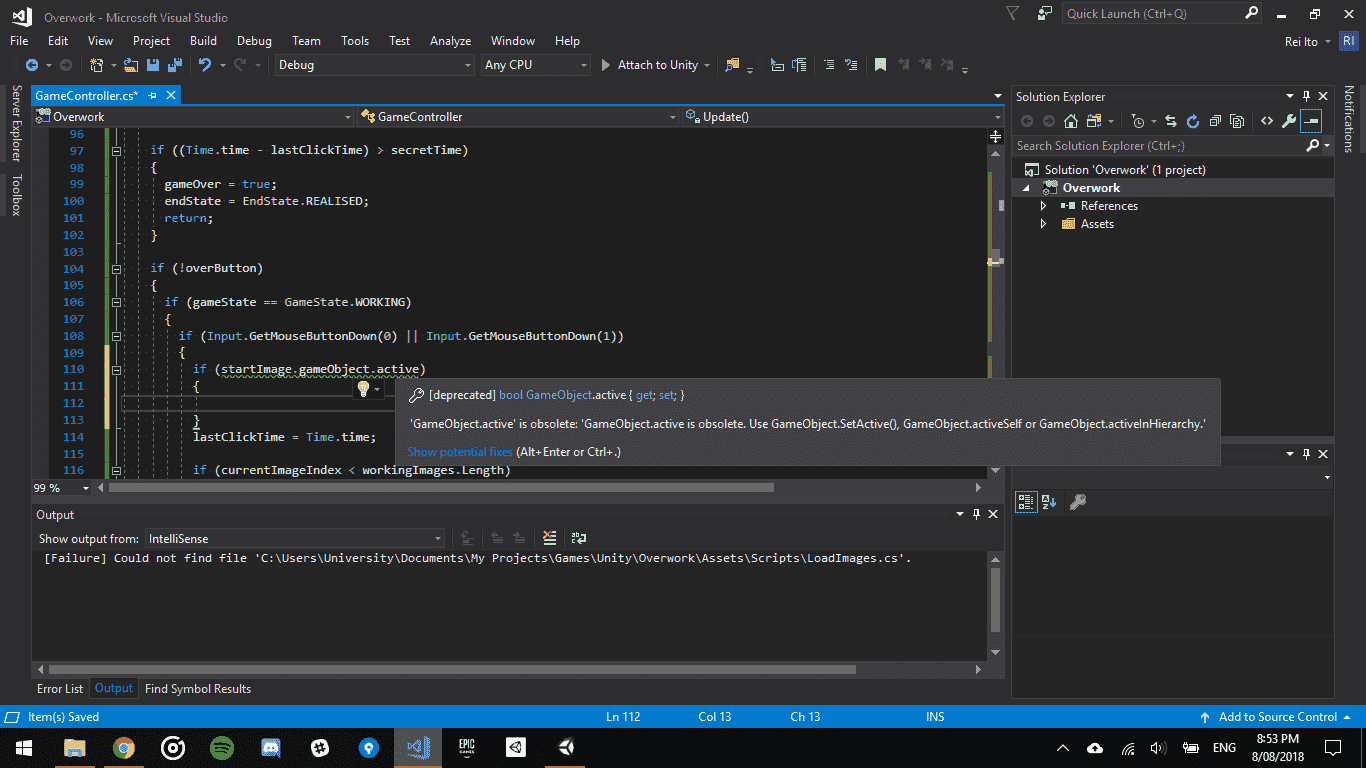 Overwork - Microsoft Visual Studio
Quick Launch (Ctrl+Q)
File Edit View Project Build Debug Team Tools Test Analyze Window Help
Rei Ito RI
Debug Any CPU Attach to Unity
Server Explorer
Toolbox
GameController.cs*
Overwork GameController Update()
96
97 if ((Time.time - lastClickTime) > secretTime)
98 {
99 gameOver = true;
100 endState = EndState.REALISED;
101 return;
102 }
103
104 if (!overButton)
105 {
106 if (gameState == GameState.WORKING)
107 {
108 if (Input.GetMouseButtonDown(0) || Input.GetMouseButtonDown(1))
109 {
110 if (startImage.gameObject.active)
111 {
112
113 }
114 lastClickTime = Time.time;
115
116 if (currentImageIndex < workingImages.Length)
[deprecated] bool GameObject.active { get; set; }
'GameObject.active' is obsolete: 'GameObject.active is obsolete. Use GameObject.SetActive(), GameObject.activeSelf or GameObject.activeInHierarchy.'
Show potential fixes (Alt+Enter or Ctrl+.)
99 %
Solution Explorer
Search Solution Explorer (Ctrl+;)
Solution 'Overwork' (1 project)
Overwork
References
Assets
Notifications
Output
Show output from: IntelliSense
[Failure] Could not find file 'C:\Users\University\Documents\My Projects\Games\Unity\Overwork\Assets\Scripts\LoadImages.cs'.
Error List Output Find Symbol Results
Item(s) Saved Ln 112 Col 13 Ch 13 INS Add to Source Control
EPIC GAMES
ENG
8:53 PM
8/08/2018